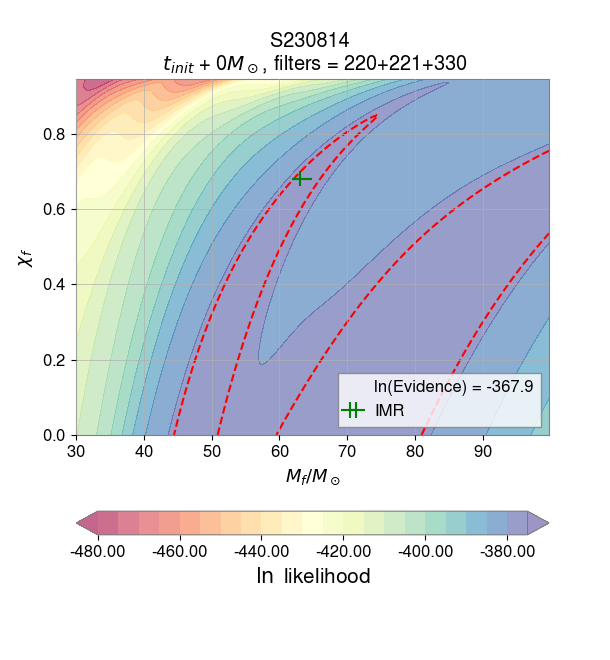 S230814
t_init + 0M_⊙, filters = 220+221+330
0.8
0.6
0.4
0.2
0.0
χ_f
30 40 50 60 70 80 90
M_f/M_⊙
ln(Evidence) = -367.9
IMR
-480.00 -460.00 -440.00 -420.00 -400.00 -380.00
ln likelihood